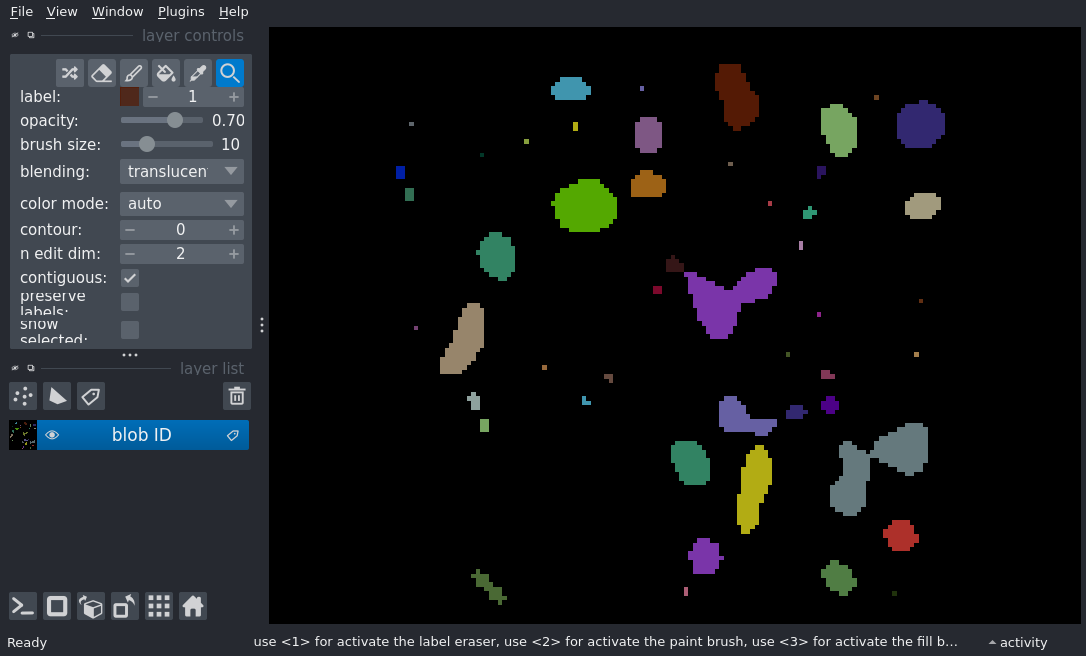 File View Window Plugins Help
layer controls
label: 1
opacity: 0.70
brush size: 10
blending: translucen
color mode: auto
contour: 0
n edit dim: 2
contiguous:
preserve
labels:
show
selected:
layer list
blob ID
Ready use <1> for activate the label eraser, use <2> for activate the paint brush, use <3> for activate the fill b... activity